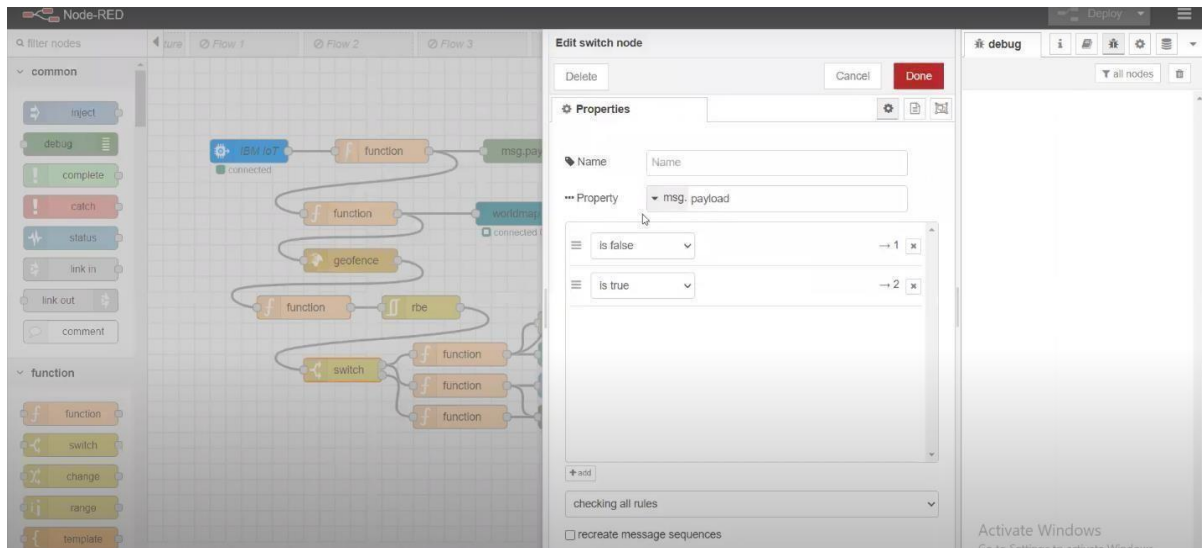 Node-RED
Deploy
filter nodes
ture
Flow 1
Flow 2
Flow 3
Edit switch node
debug
i
common
Delete
Cancel
Done
all nodes
Properties
inject
debug
complete
catch
status
link in
link out
comment
function
function
switch
change
range
template
IBM IoT
connected
function
msg.pay
function
worldmap
connected
geofence
function
rbe
switch
function
function
function
Name
Name
Property
msg. payload
is false
→ 1
x
is true
→ 2
x
+ add
checking all rules
recreate message sequences
Activate Windows